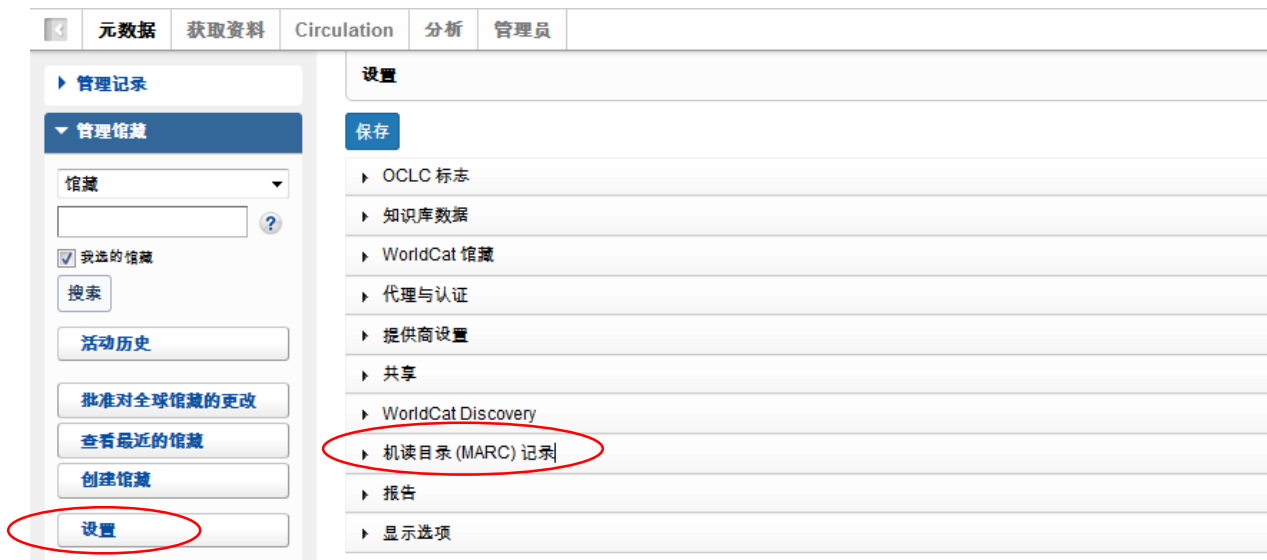 元数据 获取资料 Circulation 分析 管理员
管理记录
管理馆藏
馆藏
?
我选的馆藏
搜索
活动历史
批准对全球馆藏的更改
查看最近的馆藏
创建馆藏
设置
设置
保存
OCLC 标志
知识库数据
WorldCat 馆藏
代理与认证
提供商设置
共享
WorldCat Discovery
机读目录 (MARC) 记录
报告
显示选项